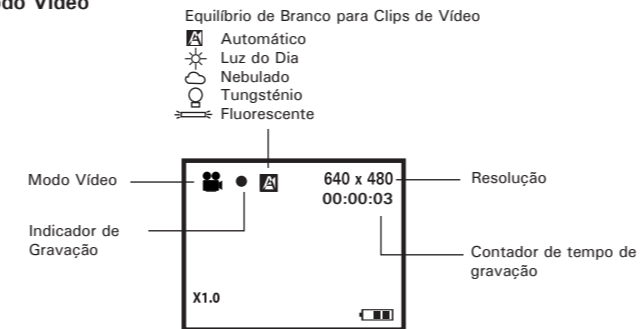 do Vídeo
Equilíbrio de Branco para Clips de Vídeo
Automático
Luz do Dia
Nebulado
Tungsténio
Fluorescente
Modo Vídeo
640 x 480
Resolução
00:00:03
Indicador de
Gravação
Contador de tempo de
gravação
X1.0